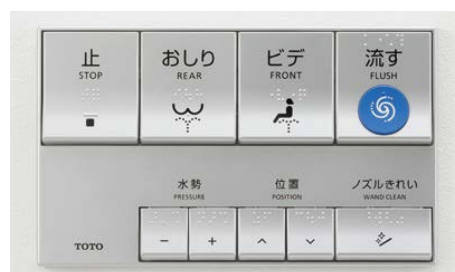 止
STOP
おしり
REAR
ビデ
FRONT
流す
FLUSH
水勢
PRESSURE
位置
POSITION
ノズルきれい
WAND CLEAN
− +
TOTO